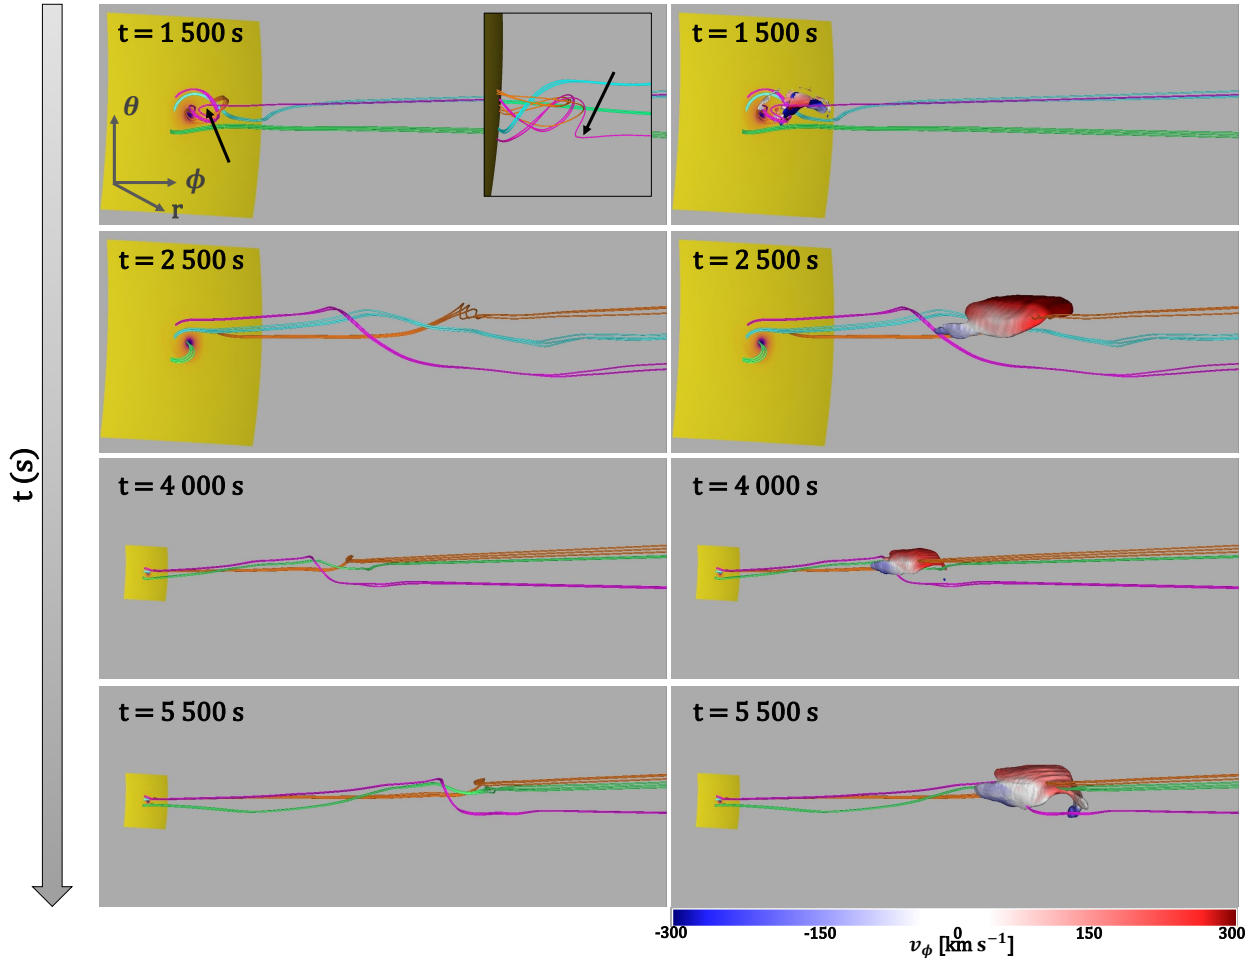 t = 1 500 s
t = 1 500 s
θ
ϕ
r
t = 2 500 s
t = 2 500 s
t (s)
t = 4 000 s
t = 4 000 s
t = 5 500 s
t = 5 500 s
-300 -150 0 150 300
v_ϕ [km s⁻¹]